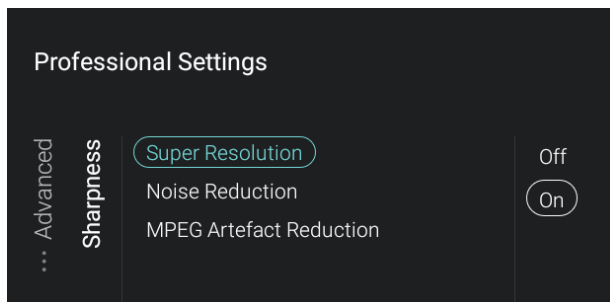 Professional Settings
... Advanced
Sharpness
Super Resolution
Noise Reduction
MPEG Artefact Reduction
Off
On